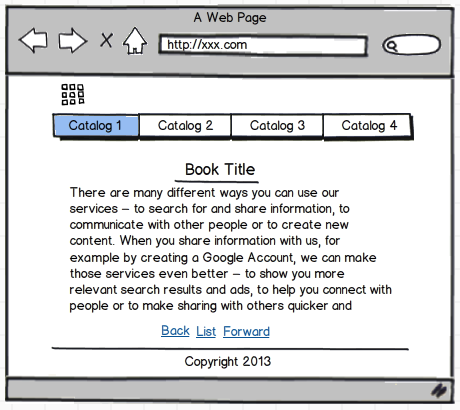 A Web Page
http://xxx.com
Catalog 1 Catalog 2 Catalog 3 Catalog 4
Book Title
There are many different ways you can use our
services – to search for and share information, to
communicate with other people or to create new
content. When you share information with us, for
example by creating a Google Account, we can make
those services even better – to show you more
relevant search results and ads, to help you connect with
people or to make sharing with others quicker and
Back List Forward
Copyright 2013